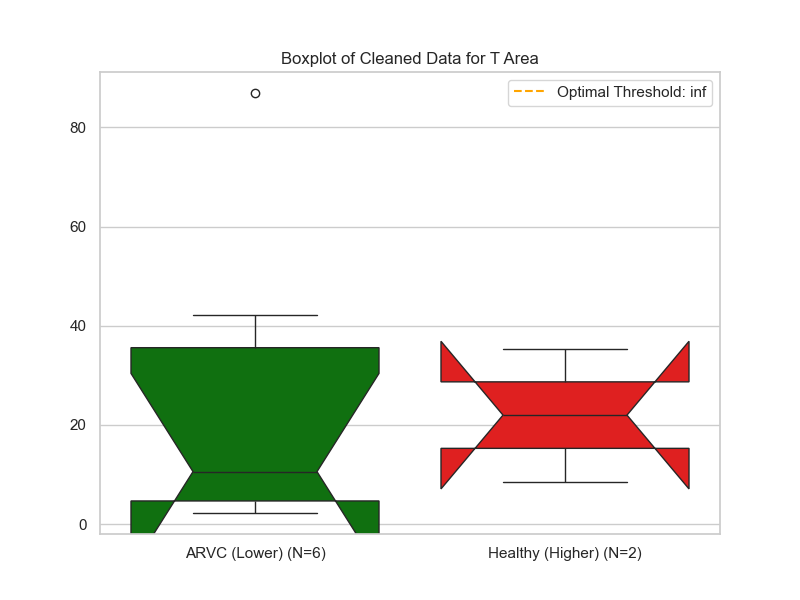 Boxplot of Cleaned Data for T Area
Optimal Threshold: inf
80
60
40
20
0
ARVC (Lower) (N=6)
Healthy (Higher) (N=2)